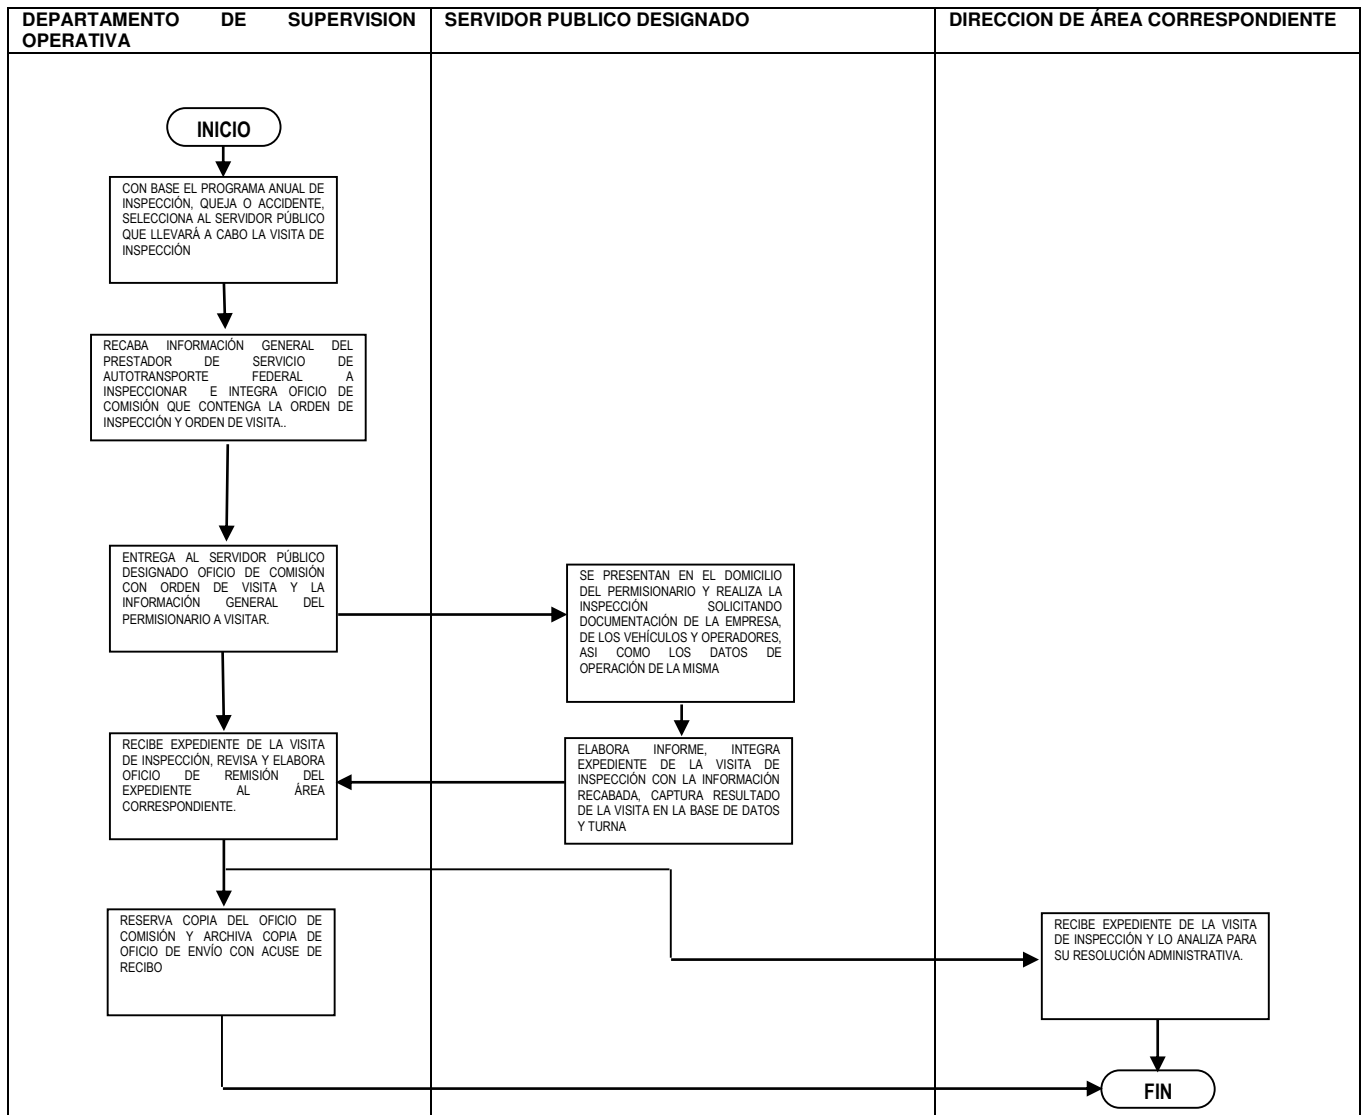 DEPARTAMENTO DE SUPERVISION
OPERATIVA
SERVIDOR PUBLICO DESIGNADO
DIRECCION DE ÁREA CORRESPONDIENTE
INICIO
CON BASE EL PROGRAMA ANUAL DE
INSPECCIÓN, QUEJA O ACCIDENTE,
SELECCIONA AL SERVIDOR PÚBLICO
QUE LLEVARÁ A CABO LA VISITA DE
INSPECCIÓN
RECABA INFORMACIÓN GENERAL DEL
PRESTADOR DE SERVICIO DE
AUTOTRANSPORTE FEDERAL A
INSPECCIONAR E INTEGRA OFICIO DE
COMISIÓN QUE CONTENGA LA ORDEN DE
INSPECCIÓN Y ORDEN DE VISITA..
ENTREGA AL SERVIDOR PÚBLICO
DESIGNADO OFICIO DE COMISIÓN
CON ORDEN DE VISITA Y LA
INFORMACIÓN GENERAL DEL
PERMISIONARIO A VISITAR.
SE PRESENTAN EN EL DOMICILIO
DEL PERMISIONARIO Y REALIZA LA
INSPECCIÓN SOLICITANDO
DOCUMENTACIÓN DE LA EMPRESA,
DE LOS VEHÍCULOS Y OPERADORES,
ASI COMO LOS DATOS DE
OPERACIÓN DE LA MISMA
RECIBE EXPEDIENTE DE LA VISITA
DE INSPECCIÓN, REVISA Y ELABORA
OFICIO DE REMISIÓN DEL
EXPEDIENTE AL ÁREA
CORRESPONDIENTE.
ELABORA INFORME, INTEGRA
EXPEDIENTE DE LA VISITA DE
INSPECCIÓN CON LA INFORMACIÓN
RECABADA, CAPTURA RESULTADO
DE LA VISITA EN LA BASE DE DATOS
Y TURNA
RESERVA COPIA DEL OFICIO DE
COMISIÓN Y ARCHIVA COPIA DE
OFICIO DE ENVÍO CON ACUSE DE
RECIBO
RECIBE EXPEDIENTE DE LA VISITA
DE INSPECCIÓN Y LO ANALIZA PARA
SU RESOLUCIÓN ADMINISTRATIVA.
FIN